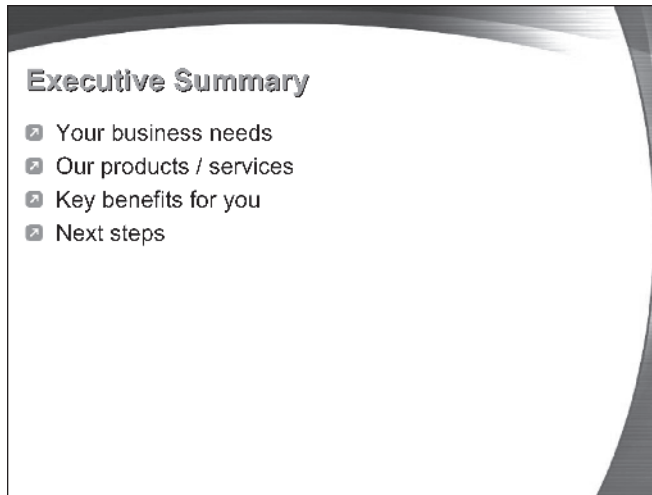 Executive Summary
Your business needs
Our products / services
Key benefits for you
Next steps